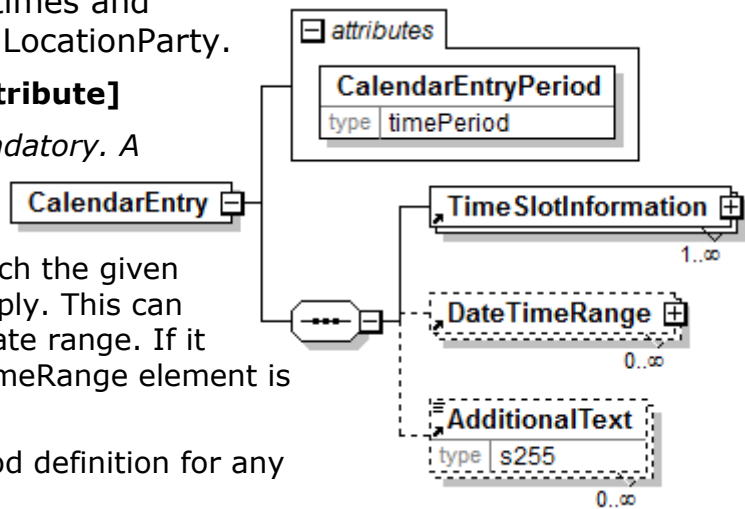 times and
LocationParty.
tribute]
ndatory. A
ch the given
ply. This can
ate range. If it
meRange element is
od definition for any
attributes
CalendarEntryPeriod
type timePeriod
CalendarEntry
TimeSlotInformation
1..∞
DateTimeRange
0..∞
AdditionalText
type s255
0..∞